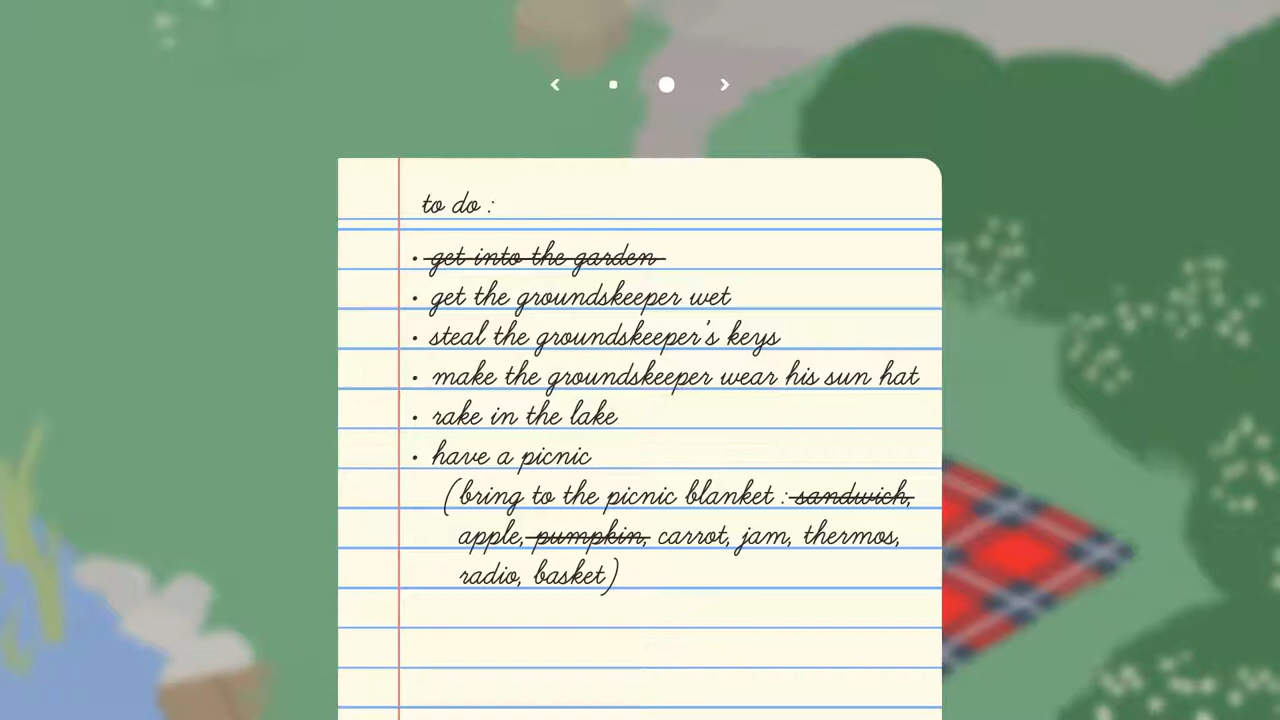 to do :
• get into the garden
• get the groundskeeper wet
• steal the groundskeeper's keys
• make the groundskeeper wear his sun hat
• rake in the lake
• have a picnic
(bring to the picnic blanket : sandwich,
apple, pumpkin, carrot, jam, thermos,
radio, basket)